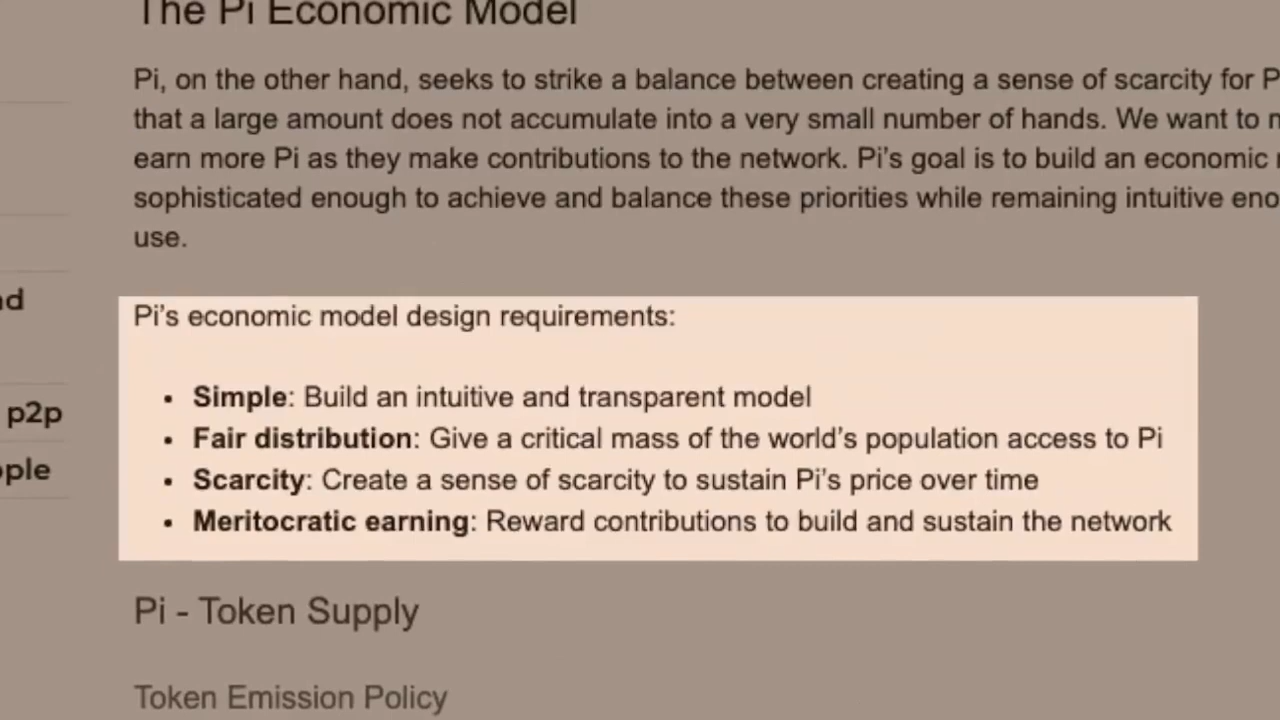 The Pi Economic Model
Pi, on the other hand, seeks to strike a balance between creating a sense of scarcity for
that a large amount does not accumulate into a very small number of hands. We want to
earn more Pi as they make contributions to the network. Pi's goal is to build an economic
sophisticated enough to achieve and balance these priorities while remaining intuitive
use.
Pi's economic model design requirements:
• Simple: Build an intuitive and transparent model
• Fair distribution: Give a critical mass of the world's population access to Pi
• Scarcity: Create a sense of scarcity to sustain Pi's price over time
• Meritocratic earning: Reward contributions to build and sustain the network
p2p
Pi - Token Supply
Token Emission Policy